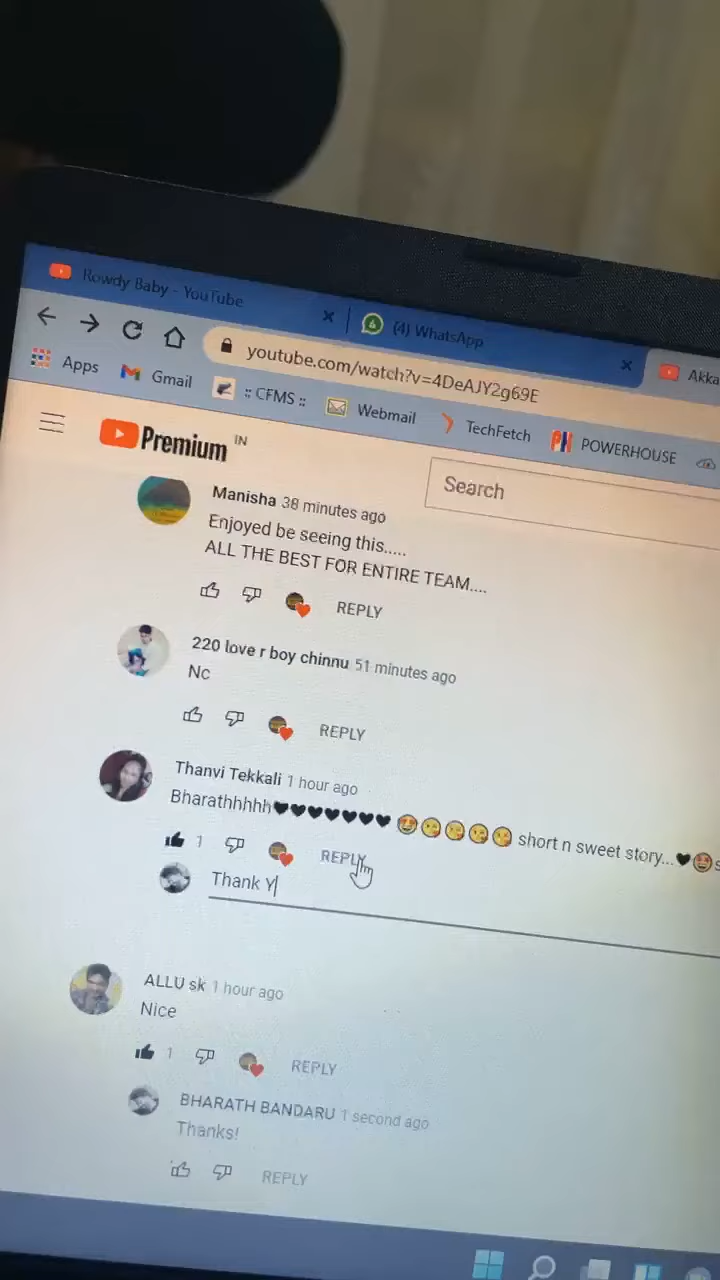 Rowdy Baby - YouTube
(4) WhatsApp
Akka
youtube.com/watch?v=4DeAJY2g69E
Apps
Gmail
:: CFMS ::
Webmail
TechFetch
POWERHOUSE
Premium IN
Search
Manisha 38 minutes ago
Enjoyed be seeing this.....
ALL THE BEST FOR ENTIRE TEAM....
REPLY
220 love r boy chinnu 51 minutes ago
Nc
REPLY
Thanvi Tekkali 1 hour ago
Bharathhhhh🖤🖤🖤🖤🖤🖤🖤😍😘😘😘😘 short n sweet story...🖤🤩s
1 REPLY
Thank Y
ALLU sk 1 hour ago
Nice
1 REPLY
BHARATH BANDARU 1 second ago
Thanks!
REPLY